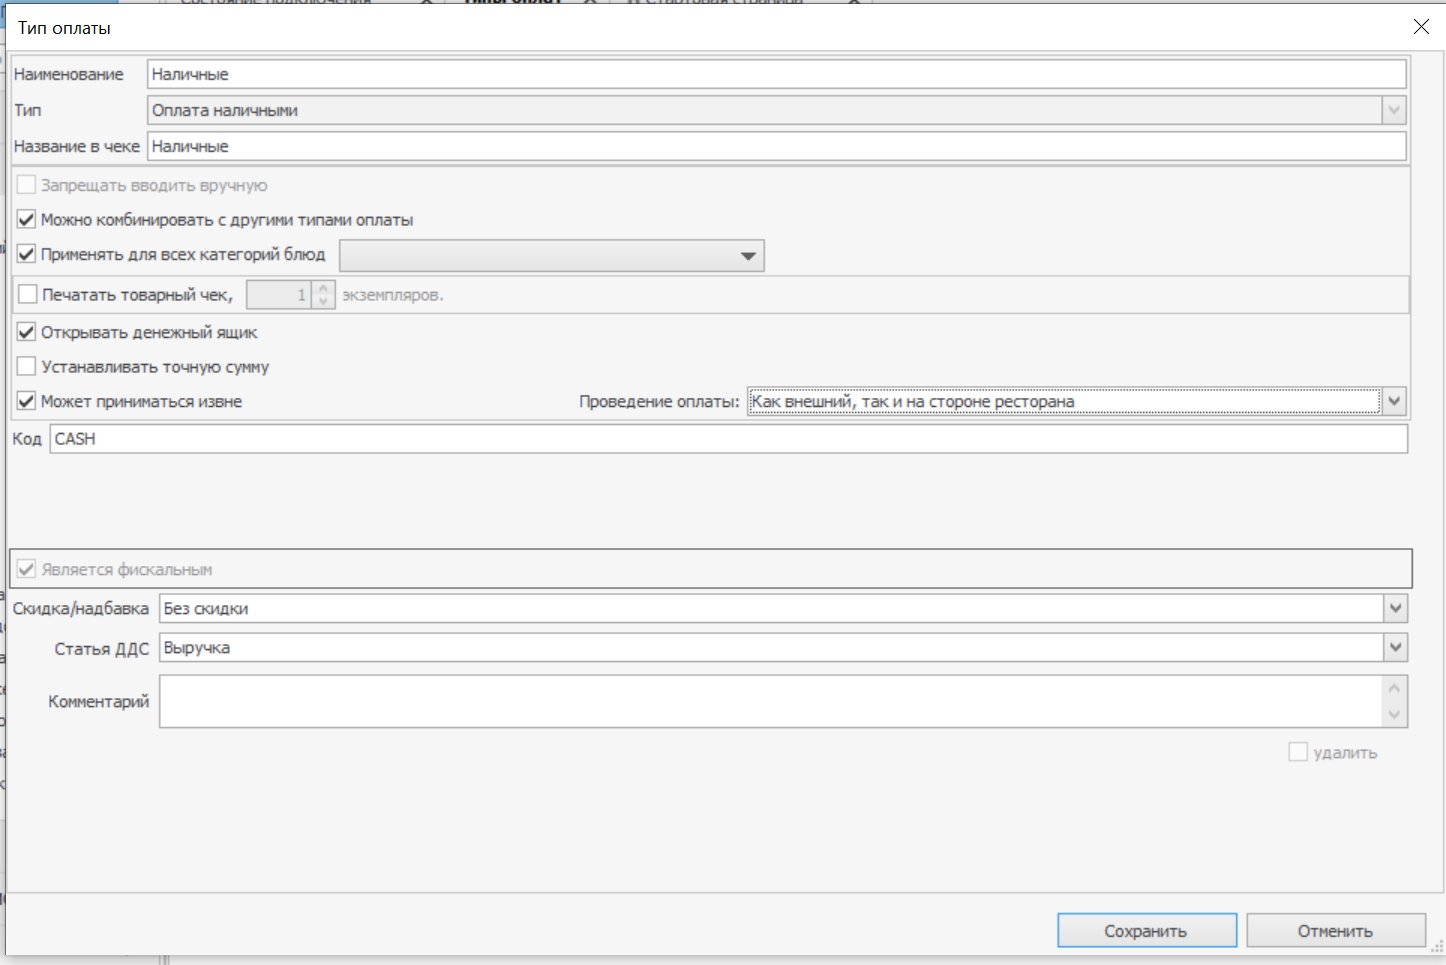 Тип оплаты
Наименование Наличные
Тип Оплата наличными
Название в чеке Наличные
Запрещать вводить вручную
Можно комбинировать с другими типами оплаты
Применять для всех категорий блюд
Печатать товарный чек, 1 экземпляров.
Открывать денежный ящик
Устанавливать точную сумму
Может приниматься извне Проведение оплаты: Как внешний, так и на стороне ресторана
Код CASH
Является фискальным
Скидка/надбавка Без скидки
Статья ДДС Выручка
Комментарий
удалить
Сохранить Отменить